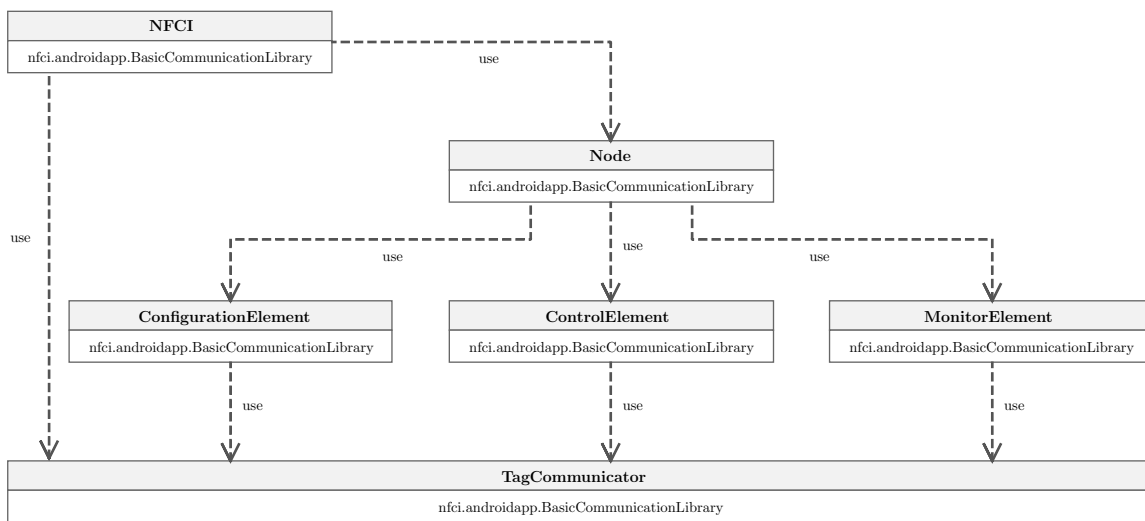 NFCI
nfci.androidapp.BasicCommunicationLibrary
use
Node
nfci.androidapp.BasicCommunicationLibrary
use
use
use
use
ConfigurationElement
nfci.androidapp.BasicCommunicationLibrary
ControlElement
nfci.androidapp.BasicCommunicationLibrary
MonitorElement
nfci.androidapp.BasicCommunicationLibrary
use
use
use
TagCommunicator
nfci.androidapp.BasicCommunicationLibrary